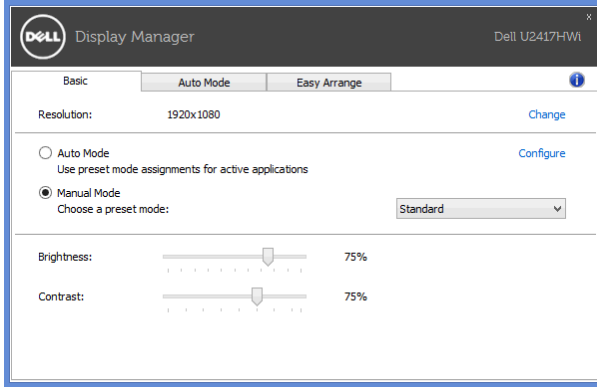 x
DELL Display Manager Dell U2417HWi
Basic Auto Mode Easy Arrange i
Resolution: 1920x1080 Change
Auto Mode Configure
Use preset mode assignments for active applications
Manual Mode
Choose a preset mode: Standard
Brightness: 75%
Contrast: 75%